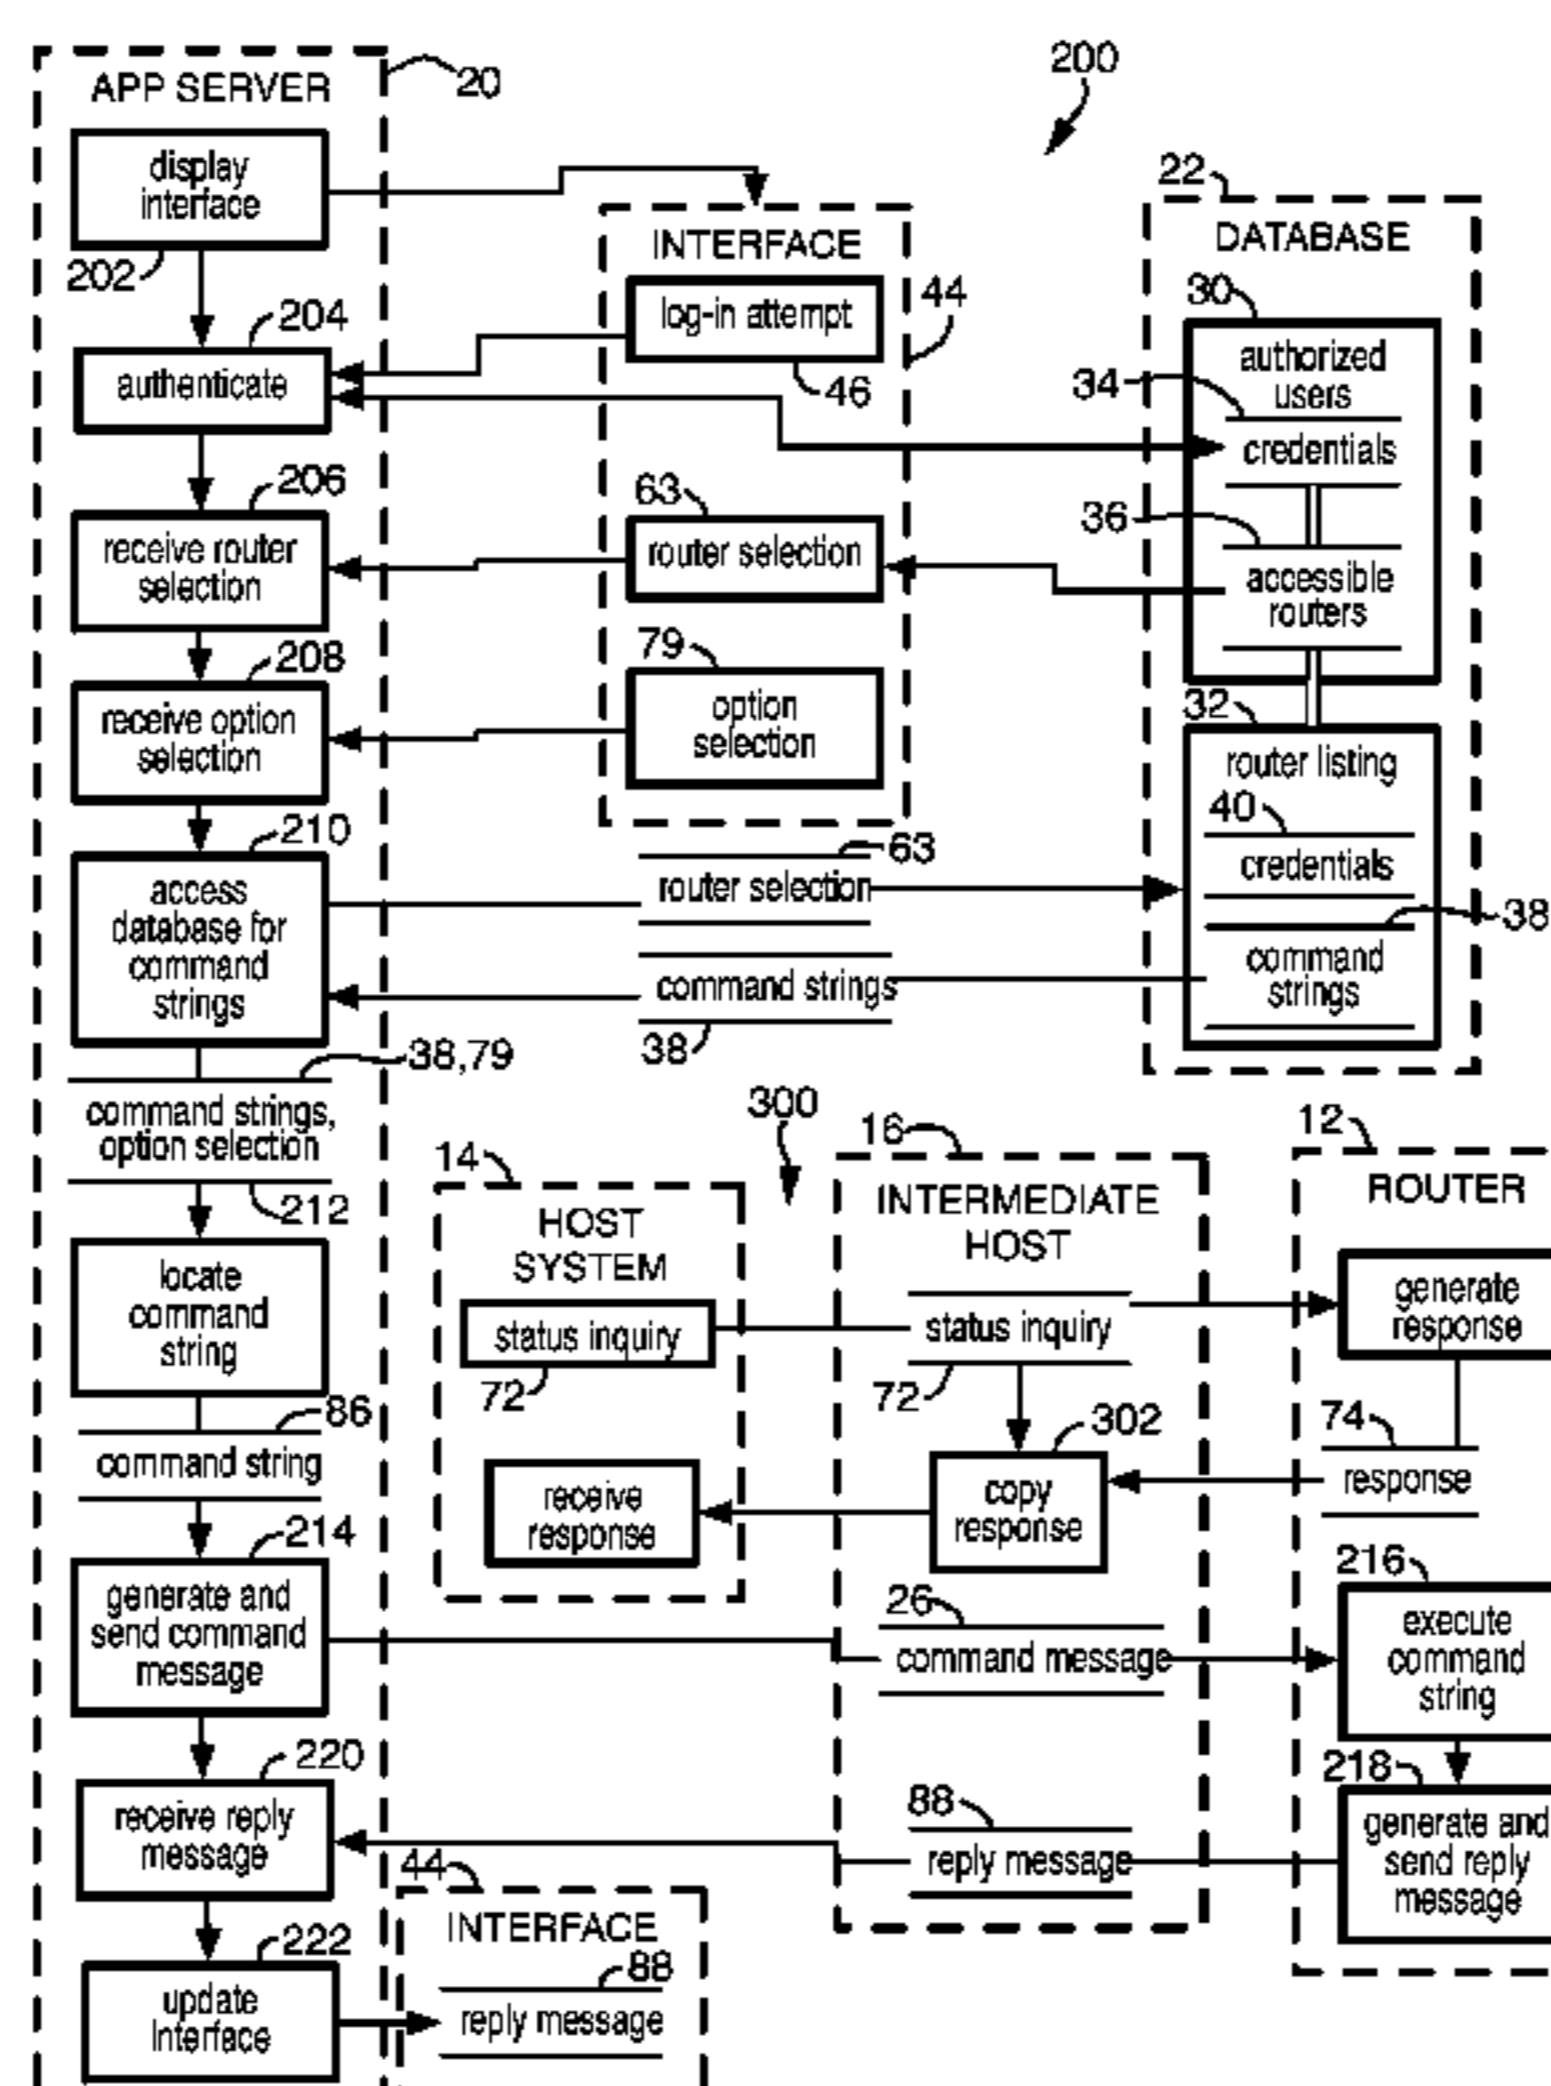 APP SERVER
20
display
interface
202
204
authenticate
206
receive router
selection
208
receive option
selection
210
access
database for
command
strings
38,79
command strings,
option selection
212
locate
command
string
86
command string
214
generate and
send command
message
220
receive reply
message
222
update
Interface
200
INTERFACE
44
log-in attempt
46
63
router selection
79
option
selection
63
router selection
command strings
38
22
DATABASE
30
authorized
users
34
credentials
36
accessible
routers
32
router listing
40
credentials
38
command
strings
300
14
HOST
SYSTEM
status inquiry
72
receive
response
16
INTERMEDIATE
HOST
status inquiry
72
302
copy
response
26
command message
88
reply message
12
ROUTER
generate
response
74
response
216
execute
command
string
218
generate and
send reply
message
44
INTERFACE
88
reply message